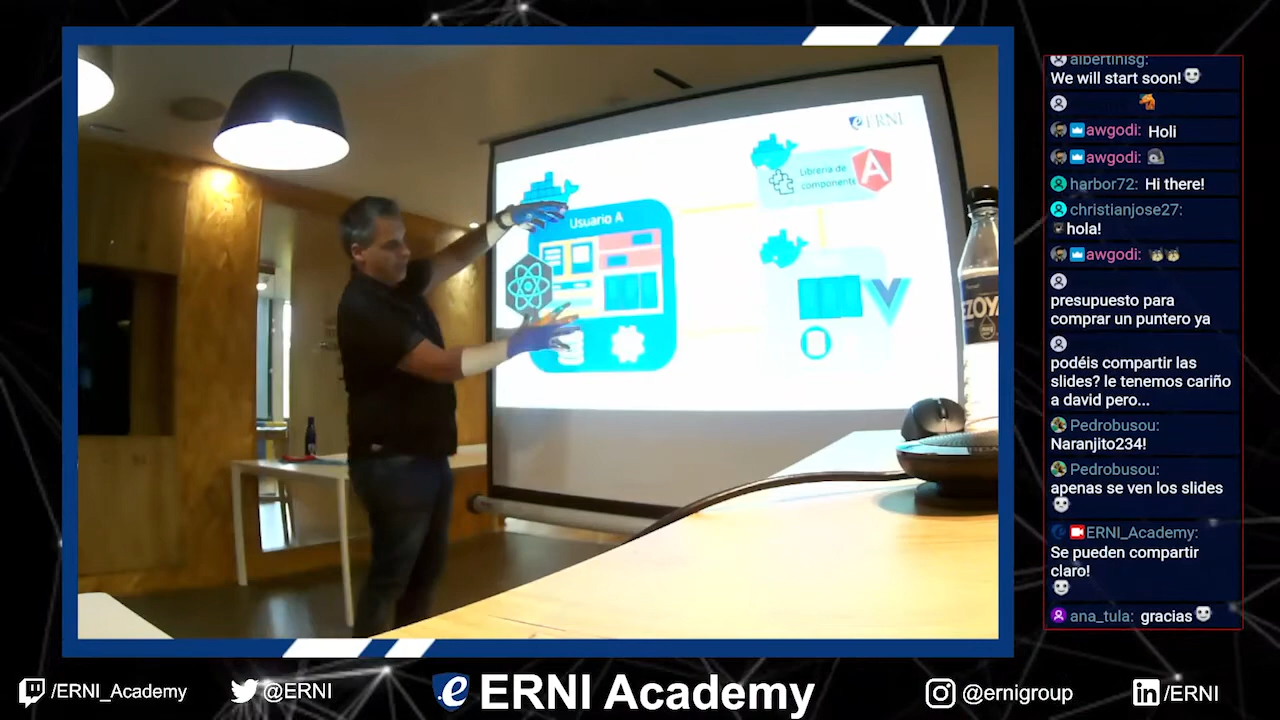 ERNI
Librería de
componente
Usuario A
albertinisg:
We will start soon!
awgodi: Holi
awgodi:
harbor72: Hi there!
christianjose27:
hola!
awgodi:
presupuesto para
comprar un puntero ya
podéis compartir las
slides? le tenemos cariño
a david pero...
Pedrobusou:
Naranjito234!
Pedrobusou:
apenas se ven los slides
ERNI_Academy:
Se pueden compartir
claro!
ana_tula: gracias
/ERNI_Academy
@ERNI
ERNI Academy
@ernigroup
/ERNI